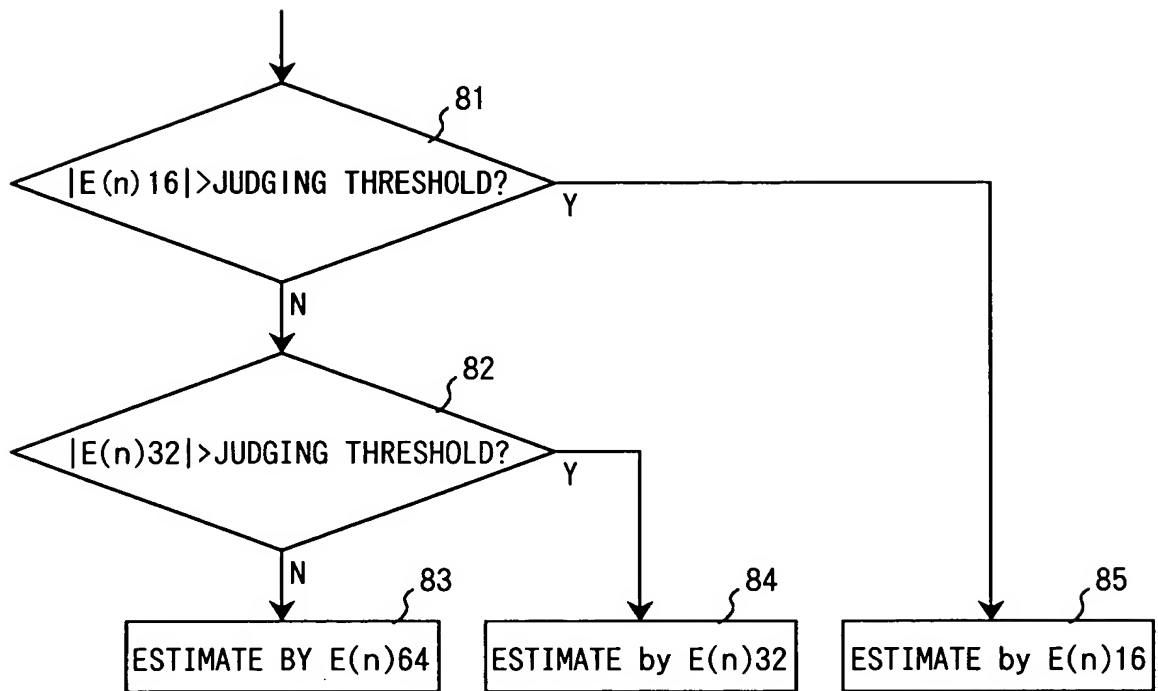 81
|E(n)16|>JUDGING THRESHOLD?
Y
N
82
|E(n)32|>JUDGING THRESHOLD?
Y
N
83
84
85
ESTIMATE BY E(n)64
ESTIMATE by E(n)32
ESTIMATE by E(n)16